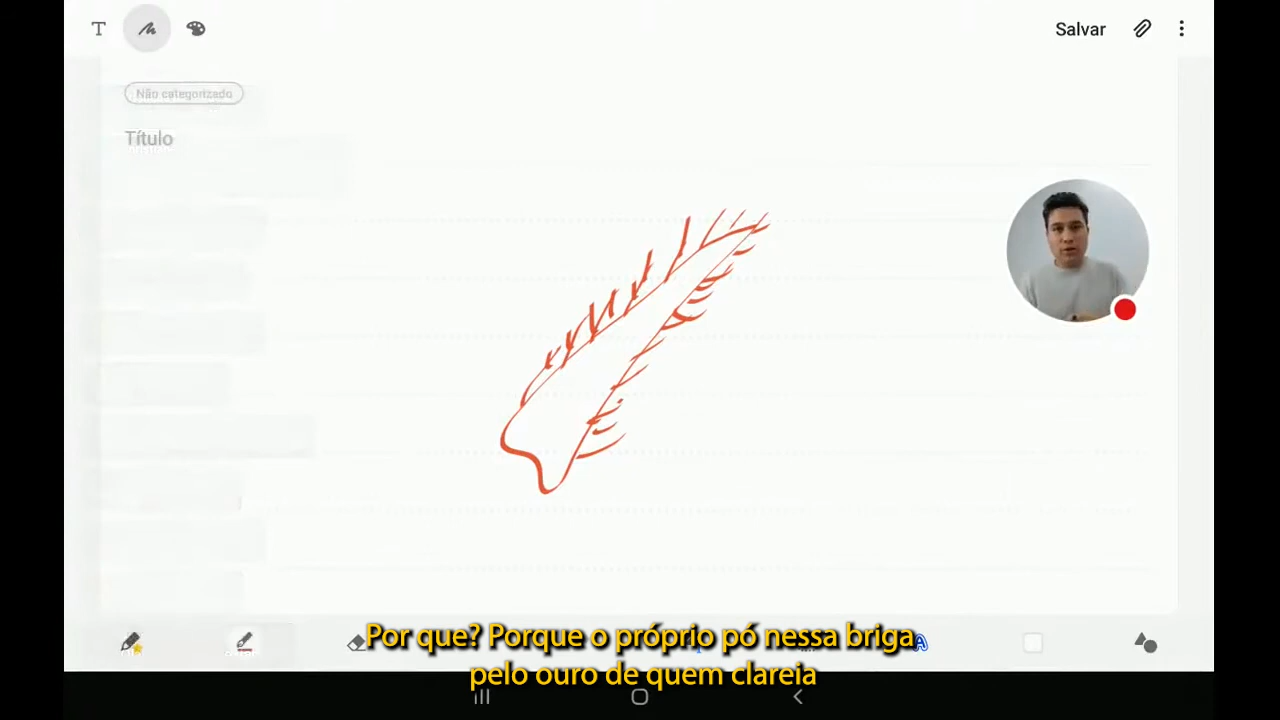 T
Salvar
Não categorizado
Título
Por que? Porque o próprio pó nessa briga
pelo ouro de quem clareia